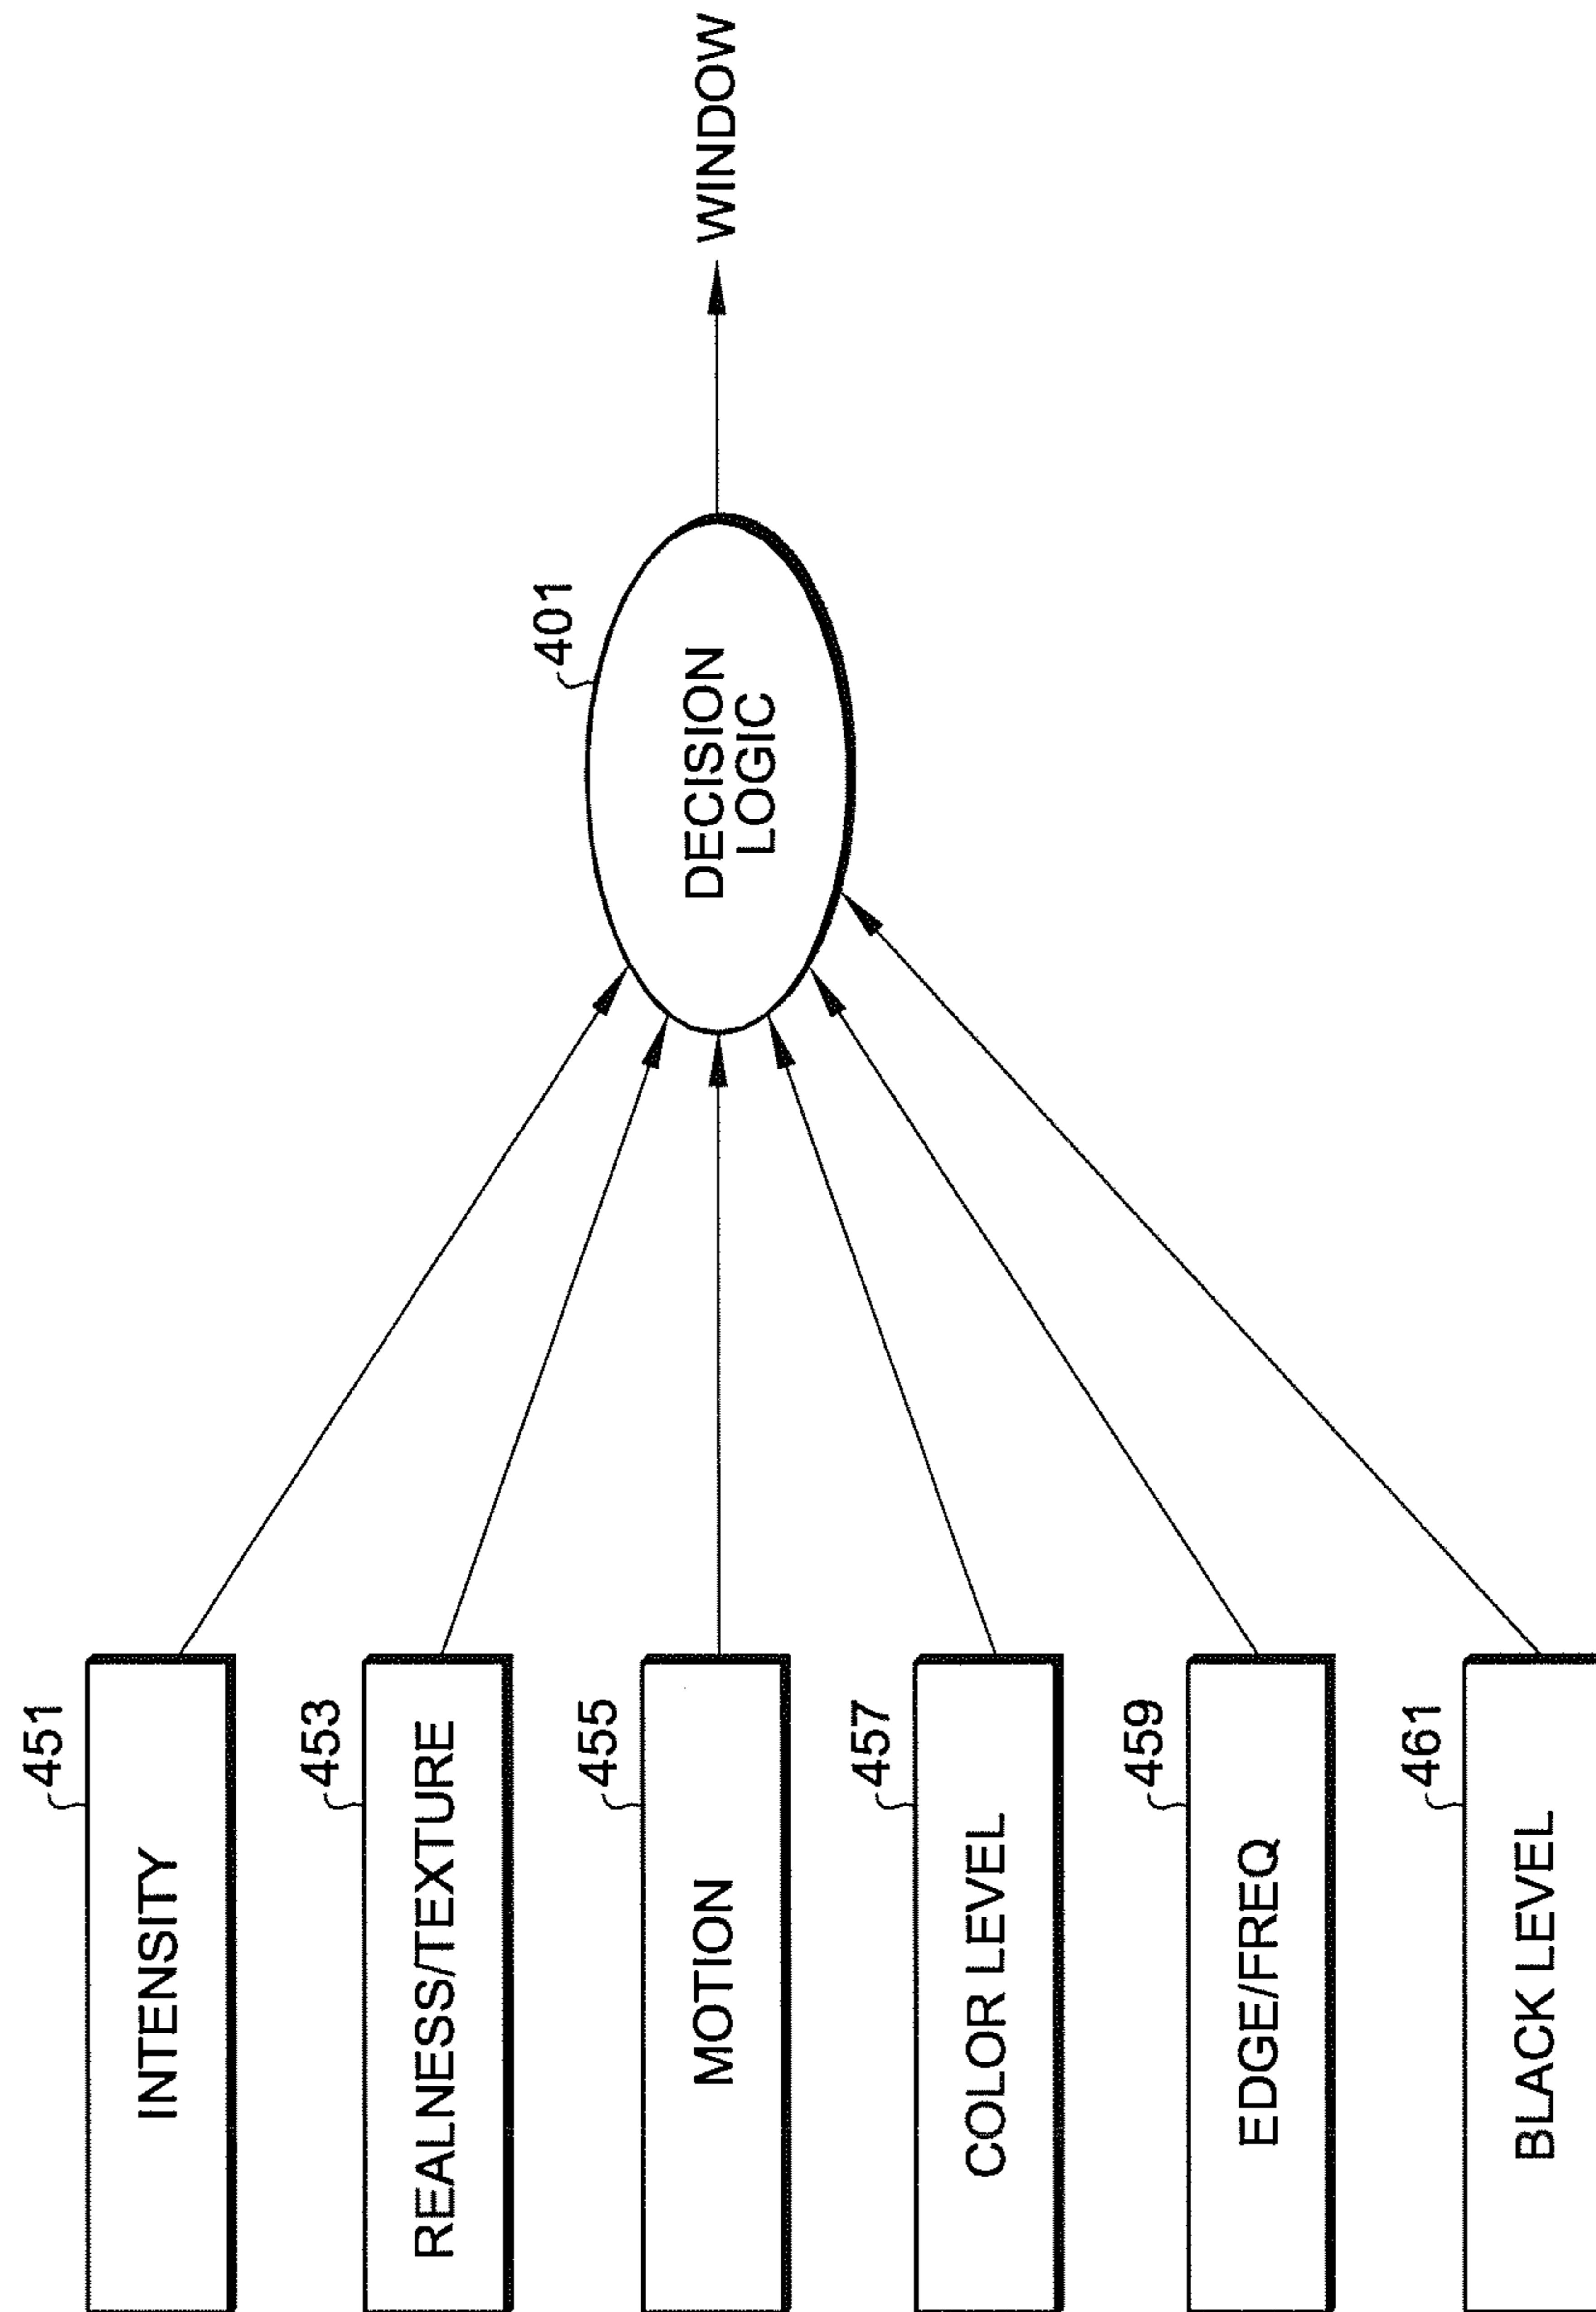 451
INTENSITY
453
REALNESS/TEXTURE
455
MOTION
457
COLOR LEVEL
459
EDGE/FREQ
461
BLACK LEVEL
401
DECISION
LOGIC
WINDOW